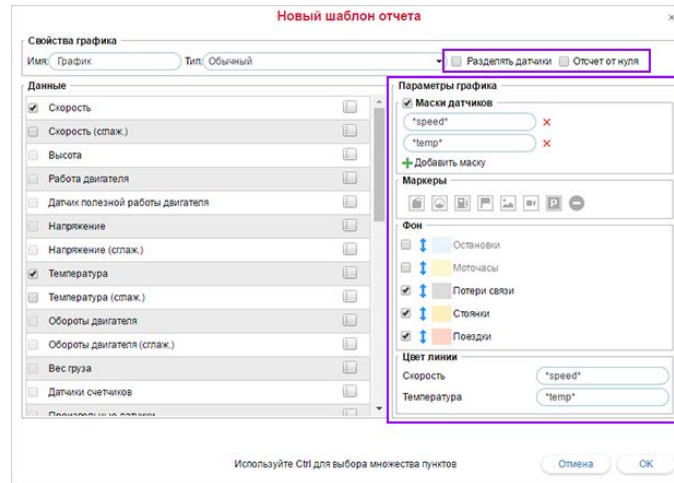 Новый шаблон отчета
Свойства графика
Имя: График Тип: Обычный Разделять датчики Отсчет от нуля
Данные
Скорость
Скорость (сглаж.)
Высота
Работа двигателя
Датчик полезной работы двигателя
Напряжение
Напряжение (сглаж.)
Температура
Температура (сглаж.)
Обороты двигателя
Обороты двигателя (сглаж.)
Вес груза
Датчики счетчиков
Произвольные датчики
Параметры графика
Маски датчиков
*speed*
*temp*
Добавить маску
Маркеры
P
Фон
Остановки
Моточасы
Потери связи
Стоянки
Поездки
Цвет линии
Скорость *speed*
Температура *temp*
Используйте Ctrl для выбора множества пунктов Отмена OK